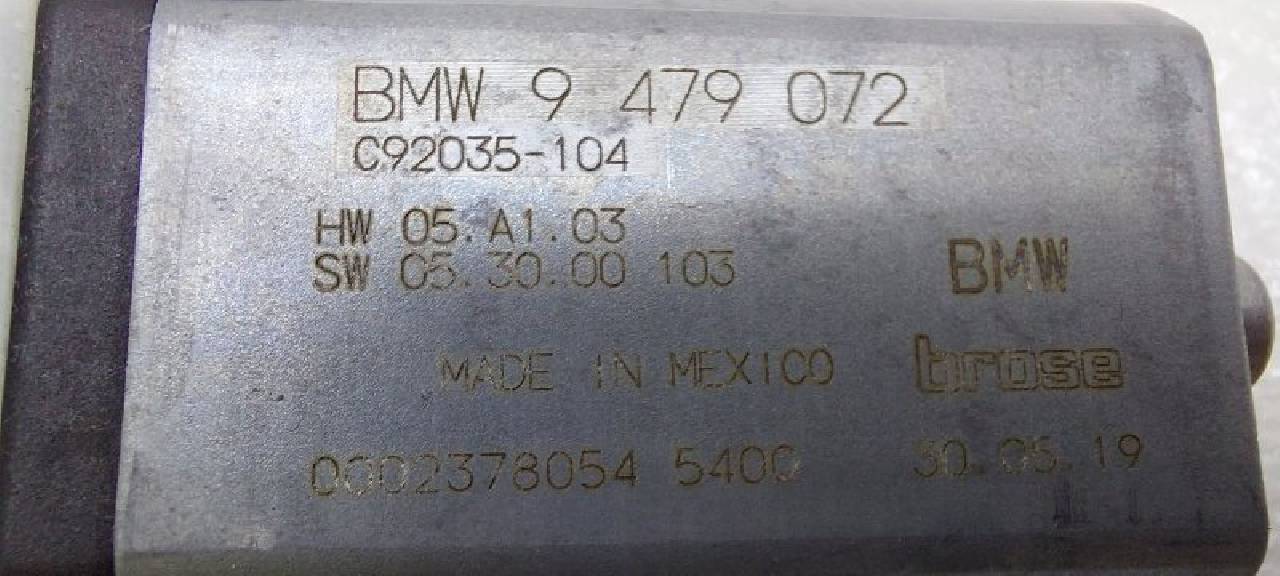 BMW 9 479 072
C92035-104
HW 05.A1.03
SW 05.30.00 103
BMW
MADE IN MEXICO
brose
0002378054 5400
30.05.19